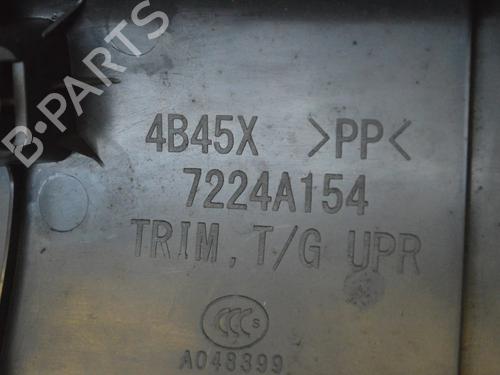 B·PARTS
4B45X >PP<
7224A154
TRIM, T/G UPR
CCC S
A048399